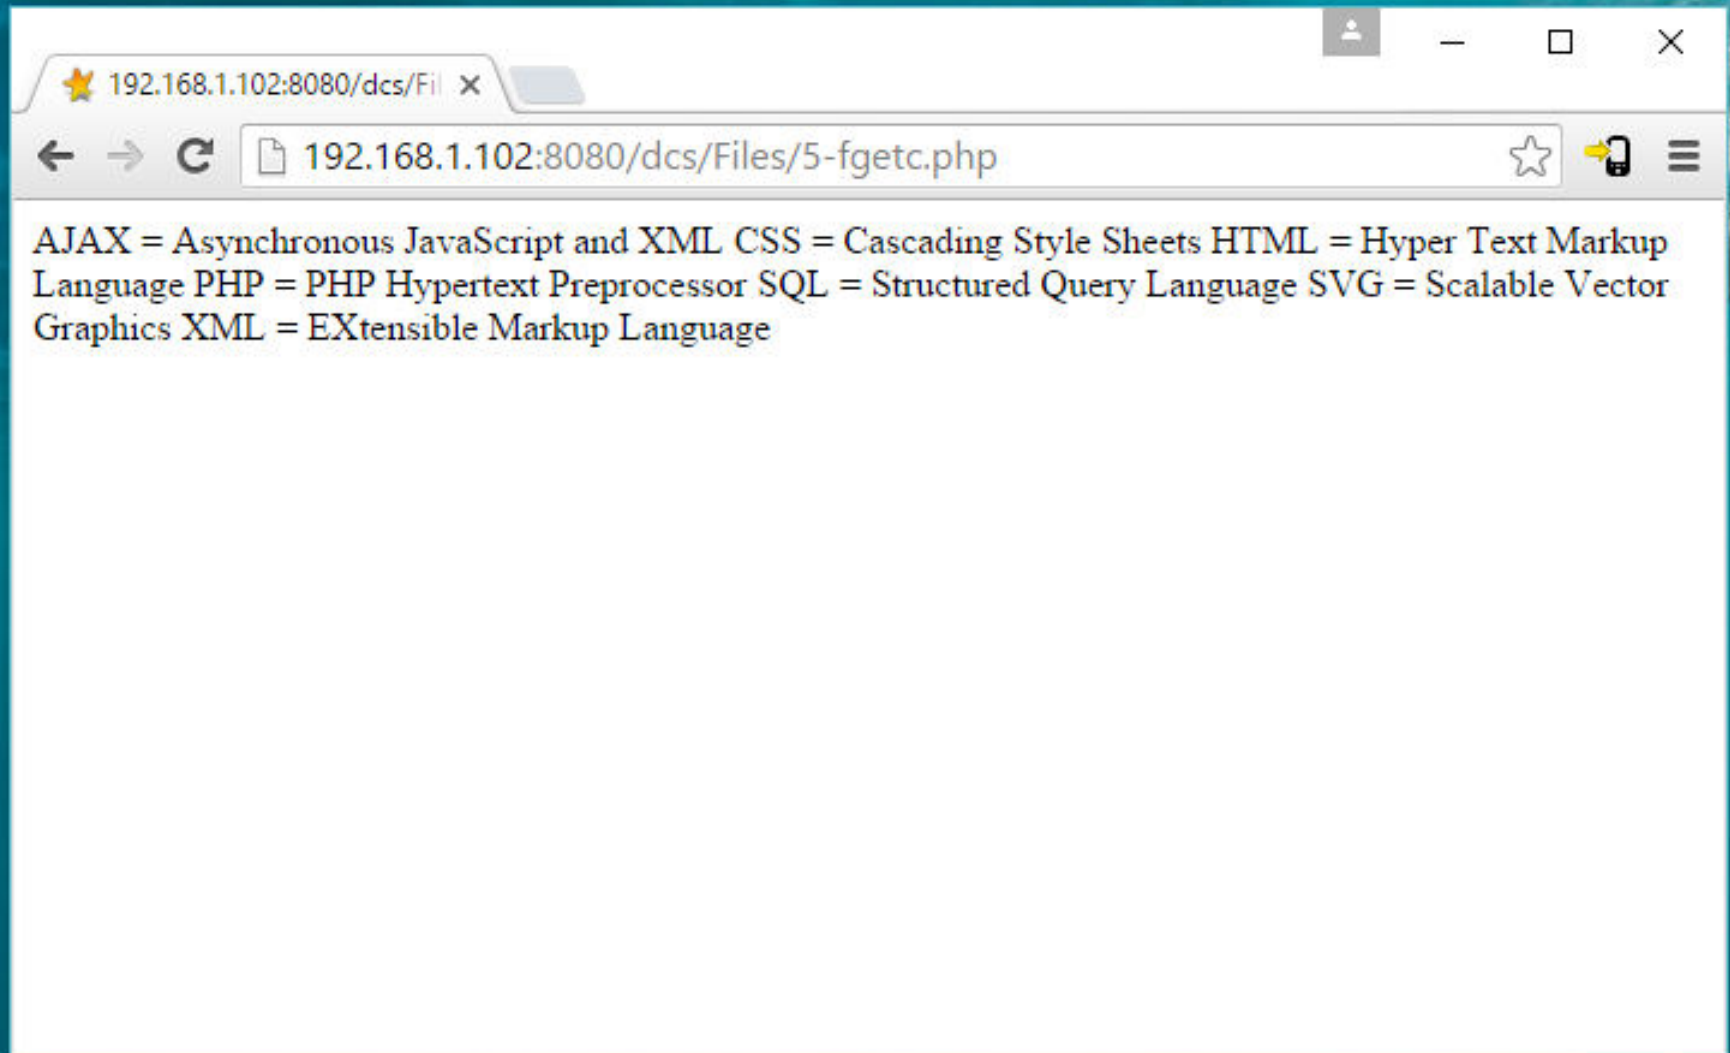 192.168.1.102:8080/dcs/Fil
192.168.1.102:8080/dcs/Files/5-fgetc.php
AJAX = Asynchronous JavaScript and XML CSS = Cascading Style Sheets HTML = Hyper Text Markup
Language PHP = PHP Hypertext Preprocessor SQL = Structured Query Language SVG = Scalable Vector
Graphics XML = EXtensible Markup Language